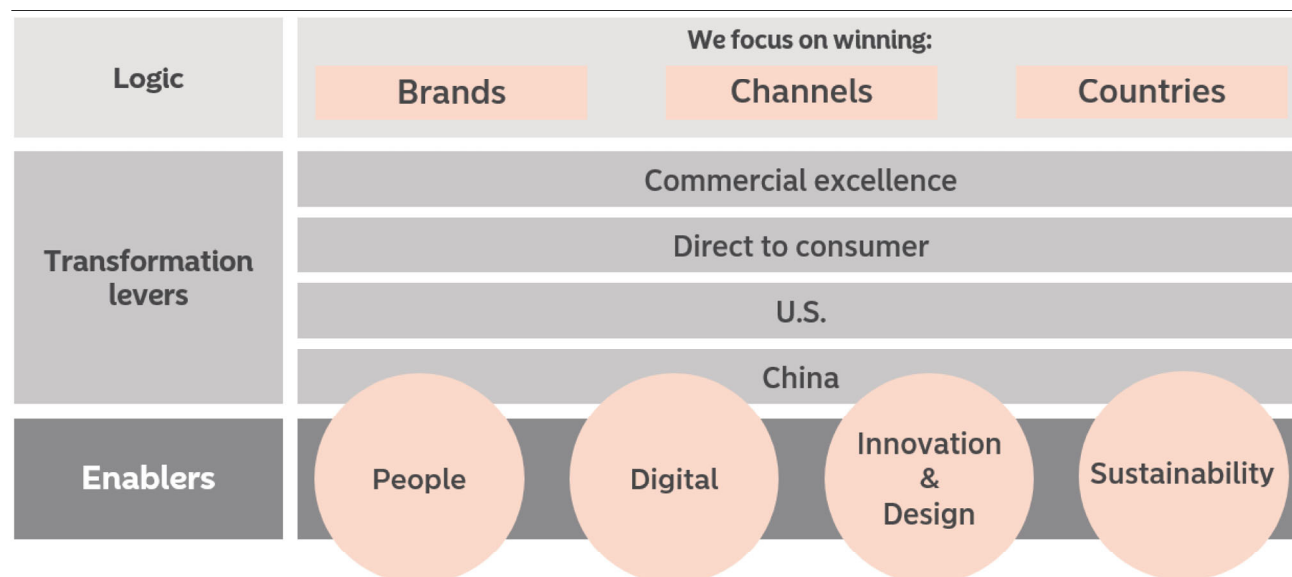 Logic
We focus on winning:
Brands
Channels
Countries
Transformation
levers
Commercial excellence
Direct to consumer
U.S.
China
Enablers
People
Digital
Innovation
&
Design
Sustainability